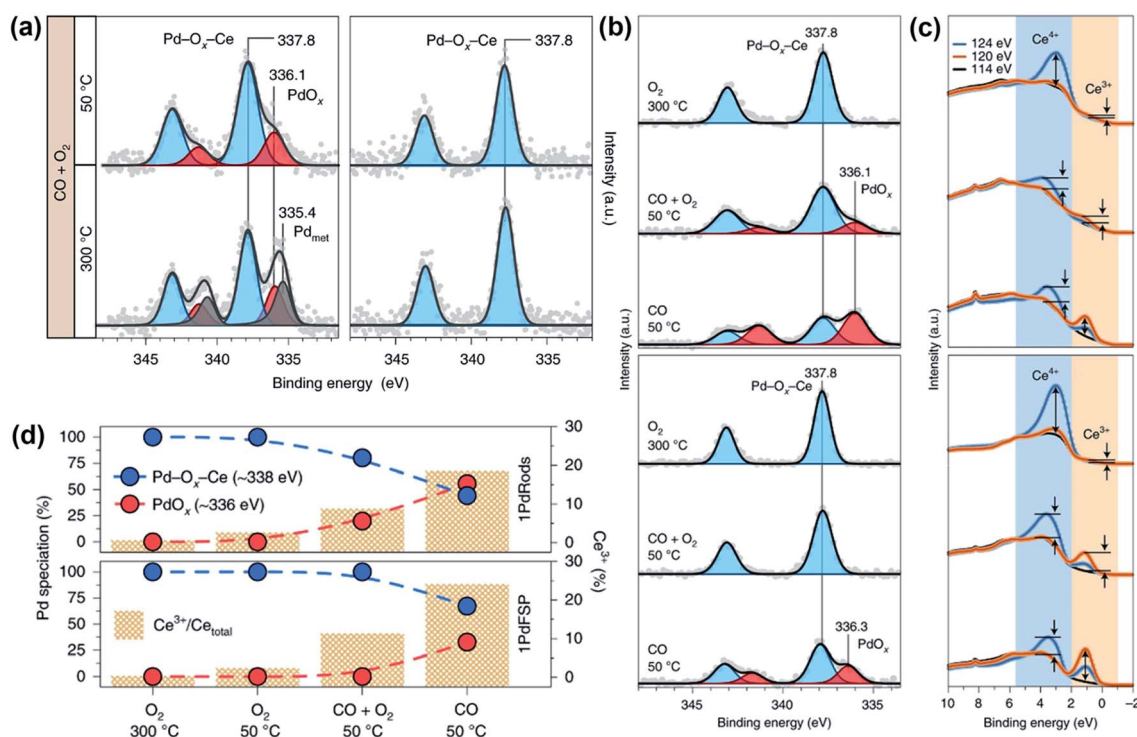 (a)
CO + O₂
50 °C
300 °C
Pd–Oₓ–Ce
337.8
336.1
PdOₓ
335.4
Pdₘₑₜ
Pd–Oₓ–Ce
337.8
345
340
335
345
340
335
Binding energy (eV)
Binding energy (eV)
(b)
Intensity (a.u.)
337.8
Pd–Oₓ–Ce
O₂
300 °C
CO + O₂
50 °C
336.1
PdOₓ
CO
50 °C
Intensity (a.u.)
337.8
Pd–Oₓ–Ce
O₂
300 °C
CO + O₂
50 °C
CO
50 °C
336.3
PdOₓ
345
340
335
Binding energy (eV)
(c)
Intensity (a.u.)
124 eV
120 eV
114 eV
Ce⁴⁺
Ce³⁺
Ce⁴⁺
Ce³⁺
10
8
6
4
2
0
−2
Binding energy (eV)
(d)
Pd speciation (%)
100
75
50
25
0
Pd–Oₓ–Ce (~338 eV)
PdOₓ (~336 eV)
30
20
10
0
1PdRods
Ce³⁺ (%)
100
75
50
25
0
Ce³⁺/Ceₜₒₜₐₗ
30
20
10
0
1PdFSP
O₂
300 °C
O₂
50 °C
CO + O₂
50 °C
CO
50 °C